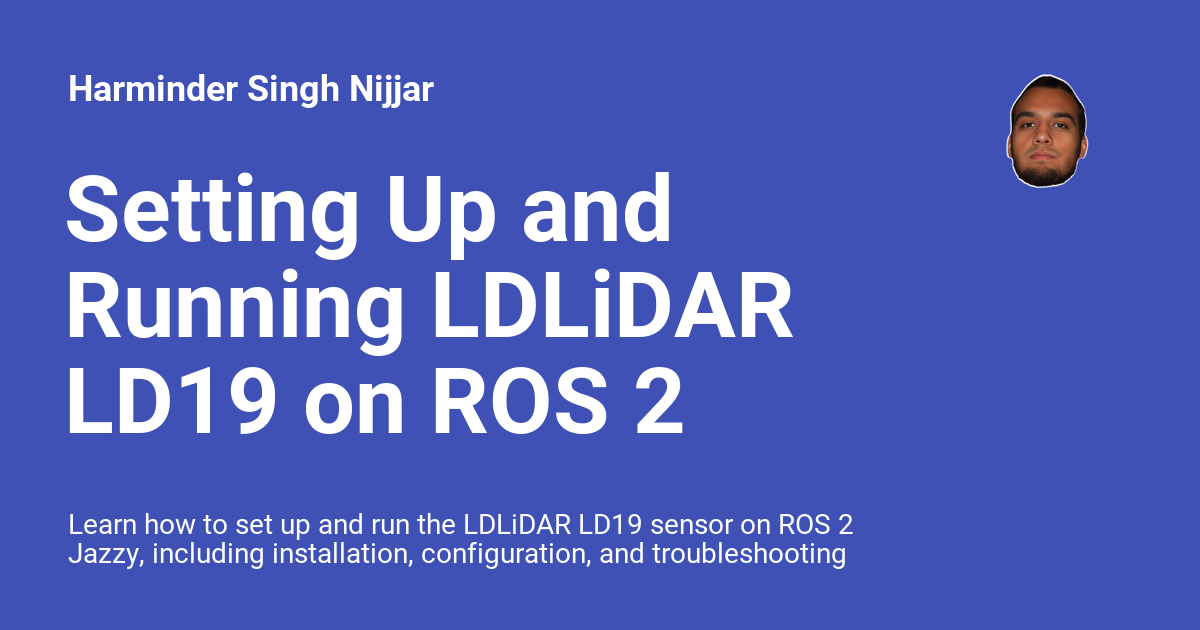 Harminder Singh Nijjar
Setting Up and
Running LDLiDAR
LD19 on ROS 2
Learn how to set up and run the LDLiDAR LD19 sensor on ROS 2
Jazzy, including installation, configuration, and troubleshooting